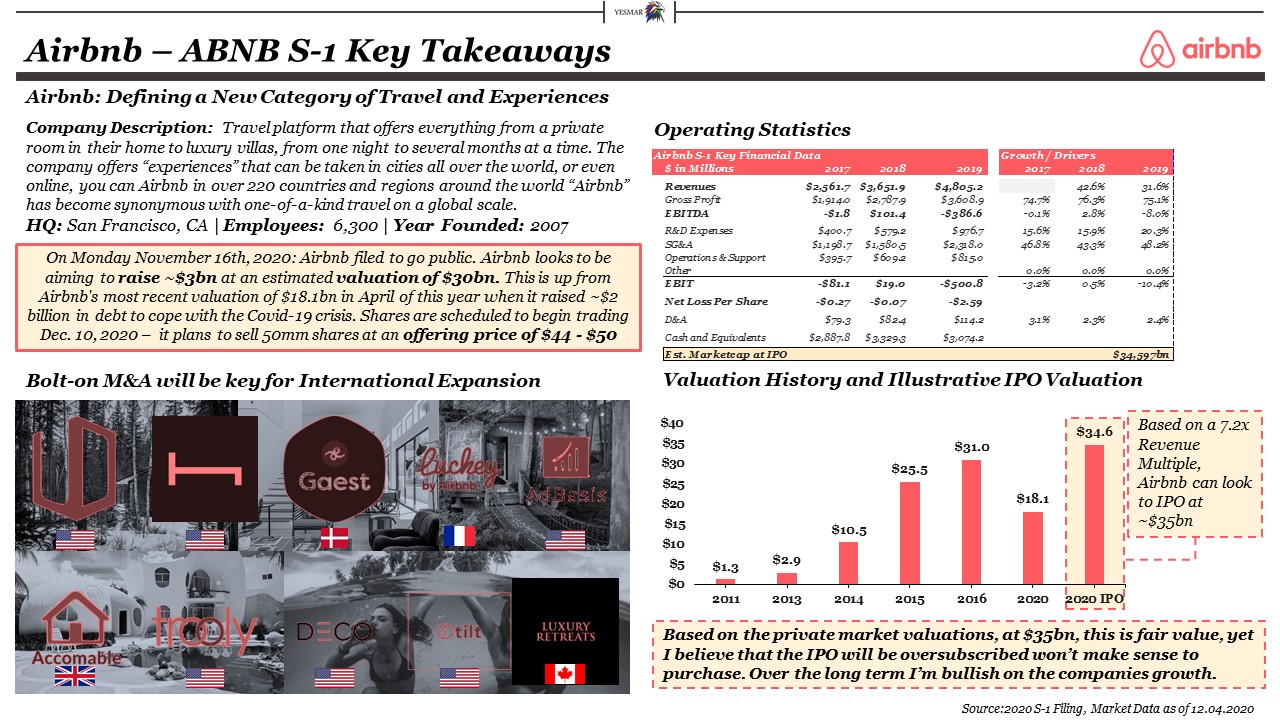 YESMAR
Airbnb – ABNB S-1 Key Takeaways
airbnb
Airbnb: Defining a New Category of Travel and Experiences
Company Description: Travel platform that offers everything from a private
room in their home to luxury villas, from one night to several months at a time. The
company offers “experiences” that can be taken in cities all over the world, or even
online, you can Airbnb in over 220 countries and regions around the world “Airbnb”
has become synonymous with one-of-a-kind travel on a global scale.
HQ: San Francisco, CA | Employees: 6,300 | Year Founded: 2007
On Monday November 16th, 2020: Airbnb filed to go public. Airbnb looks to be
aiming to raise ~$3bn at an estimated valuation of $30bn. This is up from
Airbnb's most recent valuation of $18.1bn in April of this year when it raised ~$2
billion in debt to cope with the Covid-19 crisis. Shares are scheduled to begin trading
Dec. 10, 2020 – it plans to sell 50mm shares at an offering price of $44 - $50
Operating Statistics
Airbnb S-1 Key Financial Data Growth / Drivers
$ in Millions 2017 2018 2019 2017 2018 2019
Revenues $2,561.7 $3,651.9 $4,805.2 42.6% 31.6%
Gross Profit $1,914.0 $2,787.9 $3,608.9 74.7% 76.3% 75.1%
EBITDA -$1.8 $101.4 -$386.6 -0.1% 2.8% -8.0%
R&D Expenses $400.7 $579.2 $976.7 15.6% 15.9% 20.3%
SG&A $1,198.7 $1,580.5 $2,318.0 46.8% 43.3% 48.2%
Operations & Support $395.7 $609.2 $815.0
Other 0.0% 0.0% 0.0%
EBIT -$81.1 $19.0 -$500.8 -3.2% 0.5% -10.4%
Net Loss Per Share -$0.27 -$0.07 -$2.59
D&A $79.3 $82.4 $114.2 3.1% 2.3% 2.4%
Cash and Equivalents $2,887.8 $3,329.3 $3,074.2
Est. Marketcap at IPO $34,597bn
Bolt-on M&A will be key for International Expansion
Gaest
Luckey
by Airbnb
AdBasis
Accomable
trooly
DECO
tilt
LUXURY
RETREATS
Valuation History and Illustrative IPO Valuation
$40
$35
$30
$25
$20
$15
$10
$5
$0
$1.3
$2.9
$10.5
$25.5
$31.0
$18.1
$34.6
2011 2013 2014 2015 2016 2020 2020 IPO
Based on a 7.2x
Revenue
Multiple,
Airbnb can look
to IPO at
~$35bn
Based on the private market valuations, at $35bn, this is fair value, yet
I believe that the IPO will be oversubscribed won’t make sense to
purchase. Over the long term I’m bullish on the companies growth.
Source:2020 S-1 Filing, Market Data as of 12.04.2020